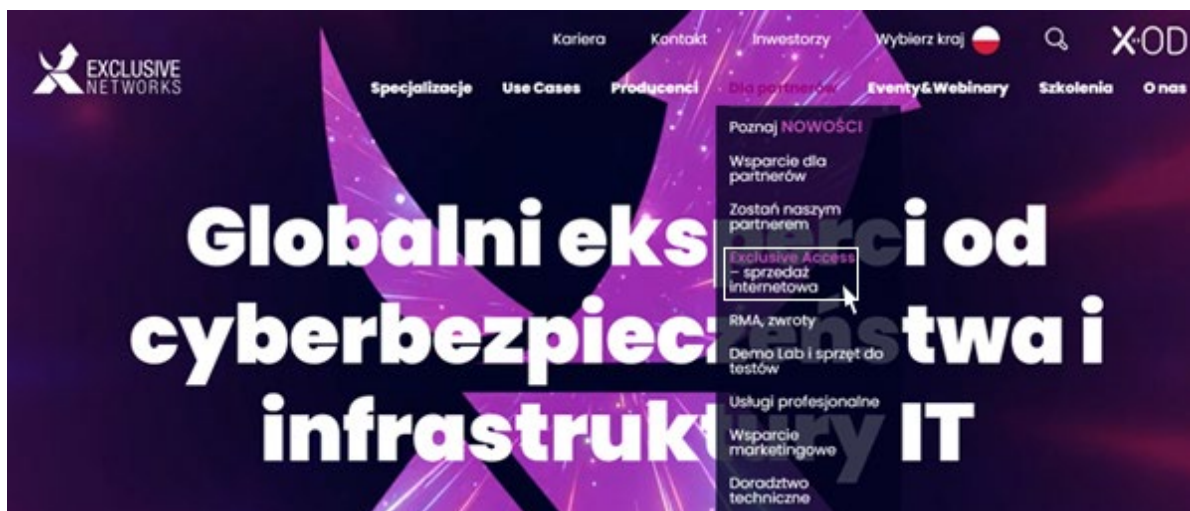 Kariera Kontakt Inwestorzy Wybierz kraj
X·OD
EXCLUSIVE
NETWORKS
Specjalizacje Use Cases Producenci Dla partnerów Eventy&Webinary Szkolenia O nas
Poznaj NOWOŚCI
Wsparcie dla
partnerów
Zostań naszym
partnerem
Exclusive Access
– sprzedaż
internetowa
RMA, zwroty
Demo Lab i sprzęt do
testów
Usługi profesjonalne
Wsparcie
marketingowe
Doradztwo
techniczne
Globalni eksperci od
cyberbezpieczeństwa i
infrastruktury IT